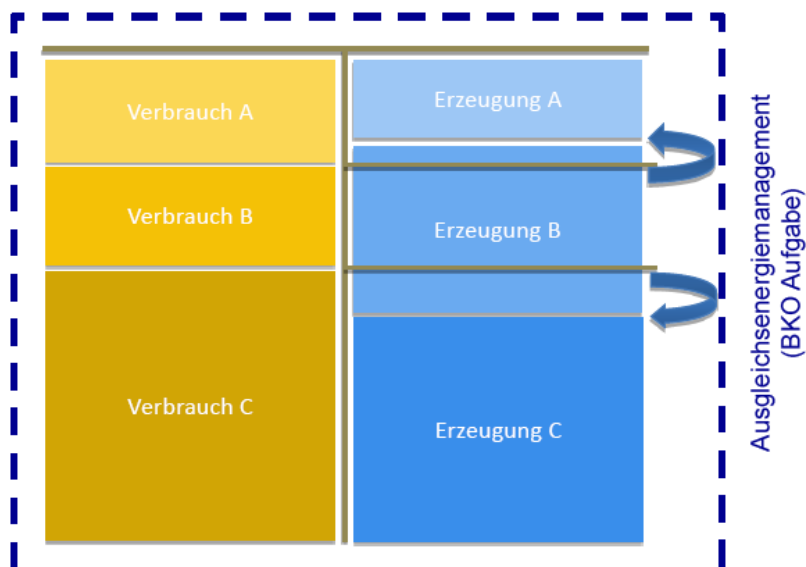 Verbrauch A
Erzeugung A
Verbrauch B
Erzeugung B
Verbrauch C
Erzeugung C
Ausgleichsenergiemanagement
(BKO Aufgabe)